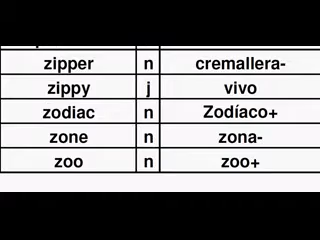 zipper n cremallera-
zippy j vivo
zodiac n Zodíaco+
zone n zona-
zoo n zoo+